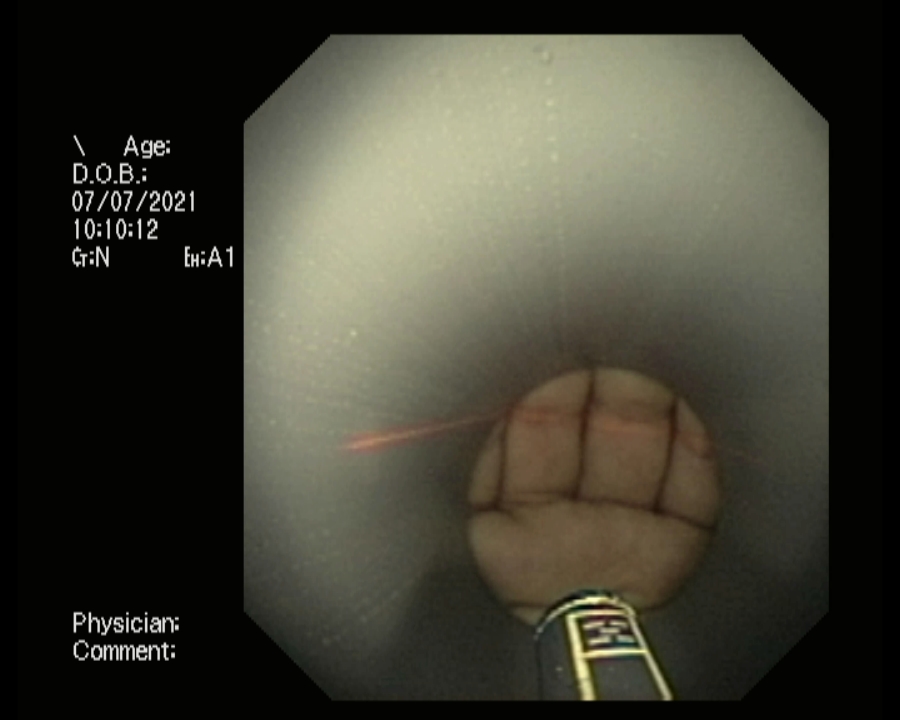 \ Age:
D.O.B.:
07/07/2021
10:10:12
Cr:N EH:A1
Physician:
Comment: